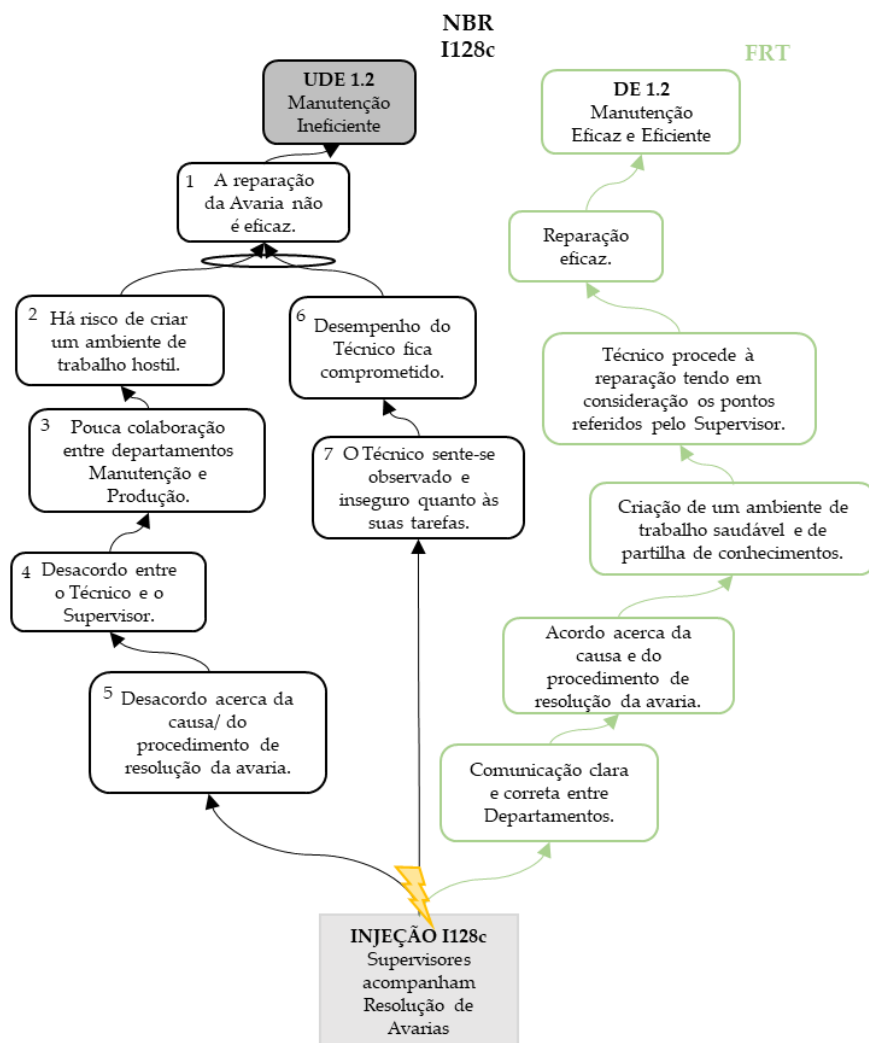 NBR
I128c
FRT
UDE 1.2
Manutenção
Ineficiente
DE 1.2
Manutenção
Eficaz e Eficiente
1 A reparação
da Avaria não
é eficaz.
Reparação
eficaz.
2 Há risco de criar
um ambiente de
trabalho hostil.
6 Desempenho do
Técnico fica
comprometido.
Técnico procede à
reparação tendo em
consideração os pontos
referidos pelo Supervisor.
3 Pouca colaboração
entre departamentos
Manutenção e
Produção.
7 O Técnico sente-se
observado e
inseguro quanto às
suas tarefas.
Criação de um ambiente de
trabalho saudável e de
partilha de conhecimentos.
4 Desacordo entre
o Técnico e o
Supervisor.
Acordo acerca da
causa e do
procedimento de
resolução da avaria.
5 Desacordo acerca da
causa/ do
procedimento de
resolução da avaria.
Comunicação clara
e correta entre
Departamentos.
INJEÇÃO I128c
Supervisores
acompanham
Resolução de
Avarias